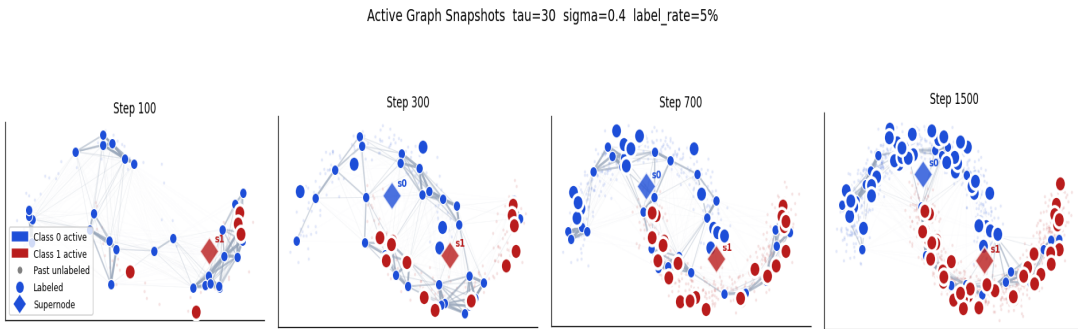 Active Graph Snapshots  tau=30  sigma=0.4  label_rate=5%
Step 100
s1
Class 0 active
Class 1 active
Past unlabeled
Labeled
Supernode
Step 300
s0
s1
Step 700
s0
s1
Step 1500
s0
s1